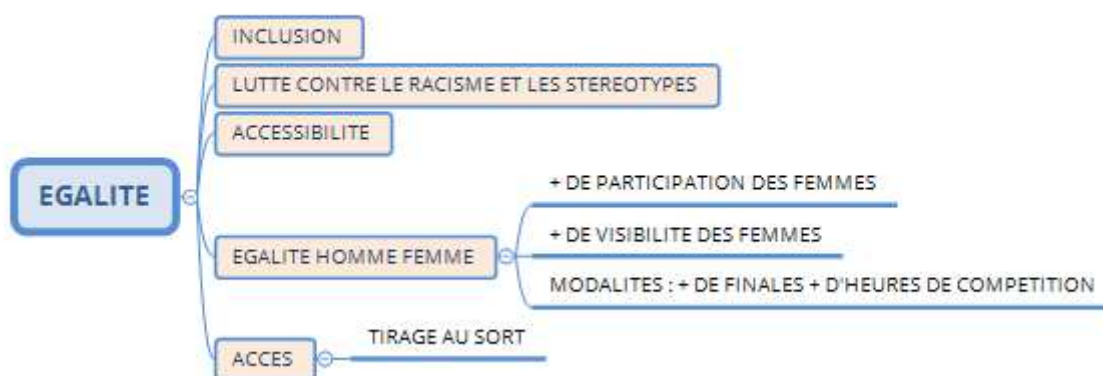 INCLUSION
LUTTE CONTRE LE RACISME ET LES STEREOTYPES
ACCESSIBILITE
EGALITE
+ DE PARTICIPATION DES FEMMES
+ DE VISIBILITE DES FEMMES
EGALITE HOMME FEMME
MODALITES : + DE FINALES + D'HEURES DE COMPETITION
TIRAGE AU SORT
ACCES